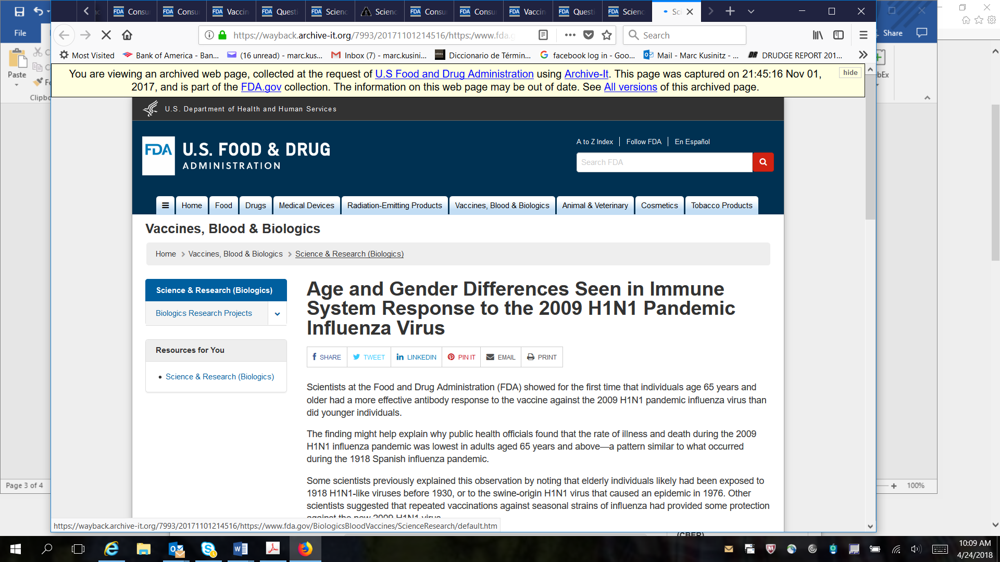 FDA Consu
FDA Consu
FDA Vaccin
FDA Questi
FDA Scienc
Scienc
FDA Consu
FDA Consu
FDA Vaccin
FDA Questi
FDA Scienc
Sci
File
Share
https://wayback.archive-it.org/7993/20171101214516/https:/www.fda.g
Search
Most Visited
Bank of America - Ban...
(16 unread) - marc.kus...
Inbox (7) - marc.kusini...
Diccionario de Términ...
facebook log in - Goo...
Mail - Marc Kusinitz - ...
DRUDGE REPORT 201...
Paste
Clipbo
bEx
You are viewing an archived web page, collected at the request of U.S Food and Drug Administration using Archive-It. This page was captured on 21:45:16 Nov 01,
2017, and is part of the FDA.gov collection. The information on this web page may be out of date. See All versions of this archived page.
hide
U.S. Department of Health and Human Services
FDA
U.S. FOOD & DRUG
ADMINISTRATION
A to Z Index
Follow FDA
En Español
Search FDA
Home
Food
Drugs
Medical Devices
Radiation-Emitting Products
Vaccines, Blood & Biologics
Animal & Veterinary
Cosmetics
Tobacco Products
Vaccines, Blood & Biologics
Home > Vaccines, Blood & Biologics > Science & Research (Biologics)
Science & Research (Biologics)
Biologics Research Projects
Resources for You
• Science & Research (Biologics)
Age and Gender Differences Seen in Immune
System Response to the 2009 H1N1 Pandemic
Influenza Virus
SHARE
TWEET
LINKEDIN
PIN IT
EMAIL
PRINT
Scientists at the Food and Drug Administration (FDA) showed for the first time that individuals age 65 years and
older had a more effective antibody response to the vaccine against the 2009 H1N1 pandemic influenza virus than
did younger individuals.
The finding might help explain why public health officials found that the rate of illness and death during the 2009
H1N1 influenza pandemic was lowest in adults aged 65 years and above—a pattern similar to what occurred
during the 1918 Spanish influenza pandemic.
Some scientists previously explained this observation by noting that elderly individuals likely had been exposed to
1918 H1N1-like viruses before 1930, or to the swine-origin H1N1 virus that caused an epidemic in 1976. Other
scientists suggested that repeated vaccinations against seasonal strains of influenza had provided some protection
against the new 2009 H1N1 virus.
Page 3 of 4
100%
https://wayback.archive-it.org/7993/20171101214516/https://www.fda.gov/BiologicsBloodVaccines/ScienceResearch/default.htm
(CBER)
10:09 AM
4/24/2018